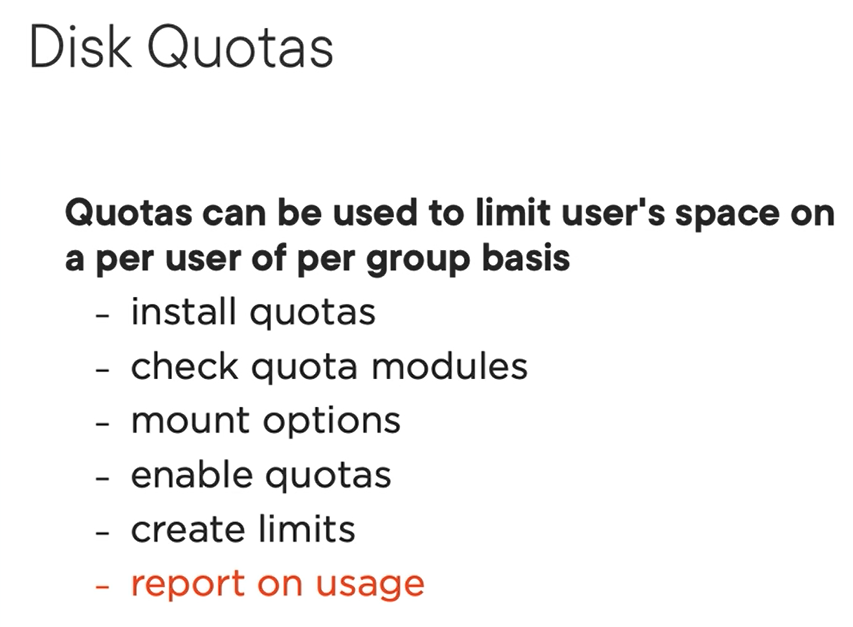 Disk Quotas
Quotas can be used to limit user's space on
a per user of per group basis
- install quotas
- check quota modules
- mount options
- enable quotas
- create limits
- report on usage